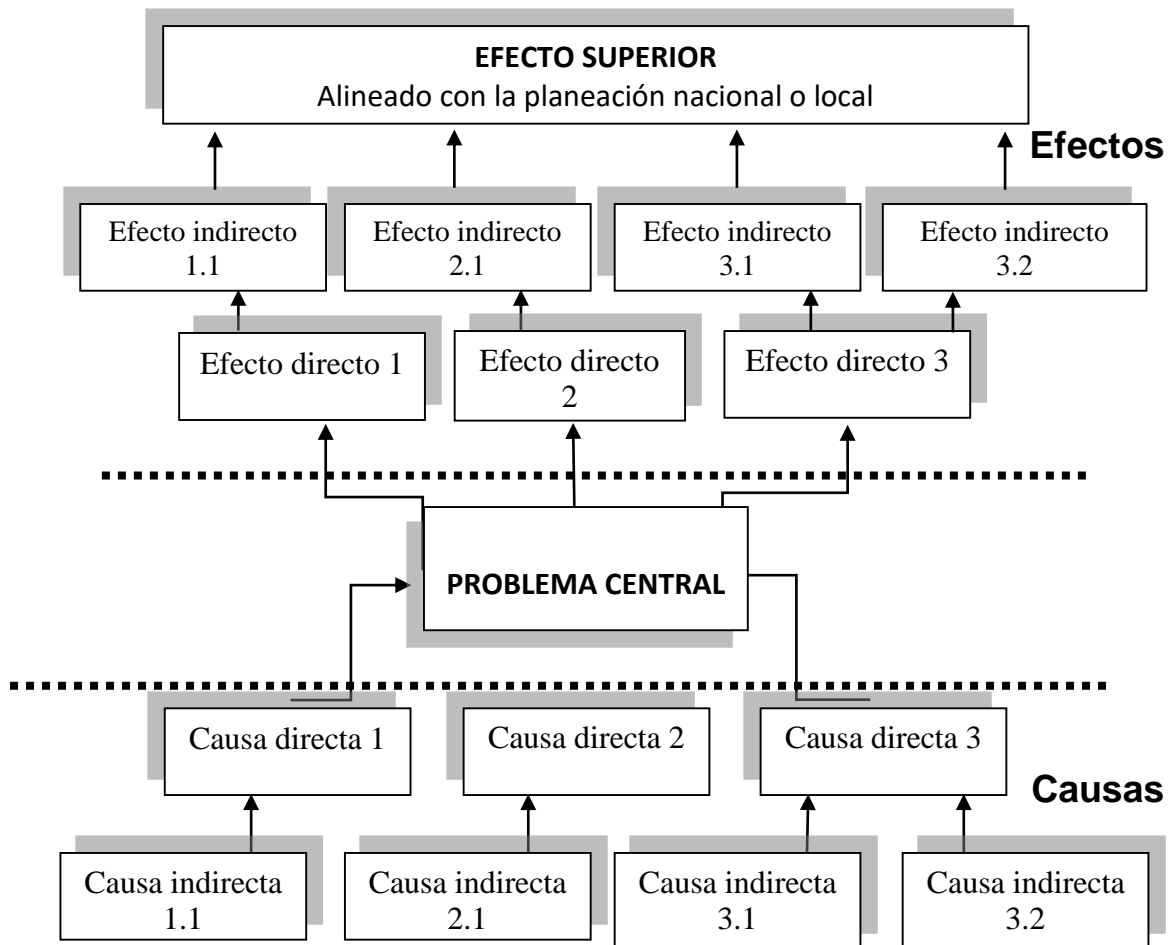 EFECTO SUPERIOR
Alineado con la planeación nacional o local
Efectos
Efecto indirecto
1.1
Efecto indirecto
2.1
Efecto indirecto
3.1
Efecto indirecto
3.2
Efecto directo 1
Efecto directo
2
Efecto directo 3
PROBLEMA CENTRAL
Causa directa 1
Causa directa 2
Causa directa 3
Causas
Causa indirecta
1.1
Causa indirecta
2.1
Causa indirecta
3.1
Causa indirecta
3.2